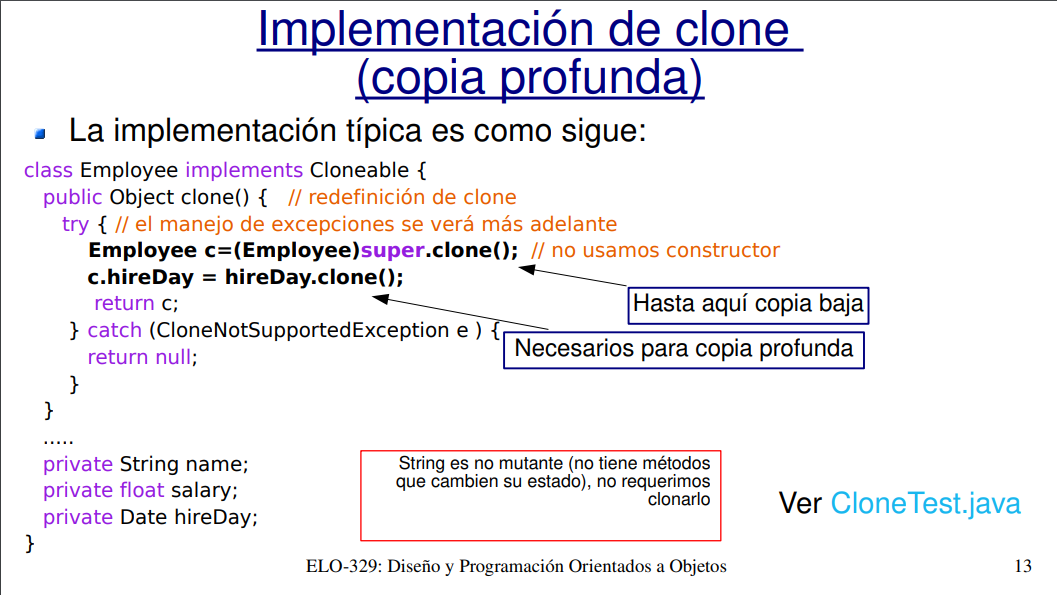 Implementación de clone
(copia profunda)
La implementación típica es como sigue:
class Employee implements Cloneable {
public Object clone() { // redefinición de clone
try { // el manejo de excepciones se verá más adelante
Employee c=(Employee)super.clone(); // no usamos constructor
c.hireDay = hireDay.clone();
return c;
Hasta aquí copia baja
} catch (CloneNotSupportedException e ) {
Necesarios para copia profunda
return null;
}
}
.....
private String name;
private float salary;
private Date hireDay;
}
String es no mutante (no tiene métodos
que cambien su estado), no requerimos
clonarlo
Ver CloneTest.java
ELO-329: Diseño y Programación Orientados a Objetos
13